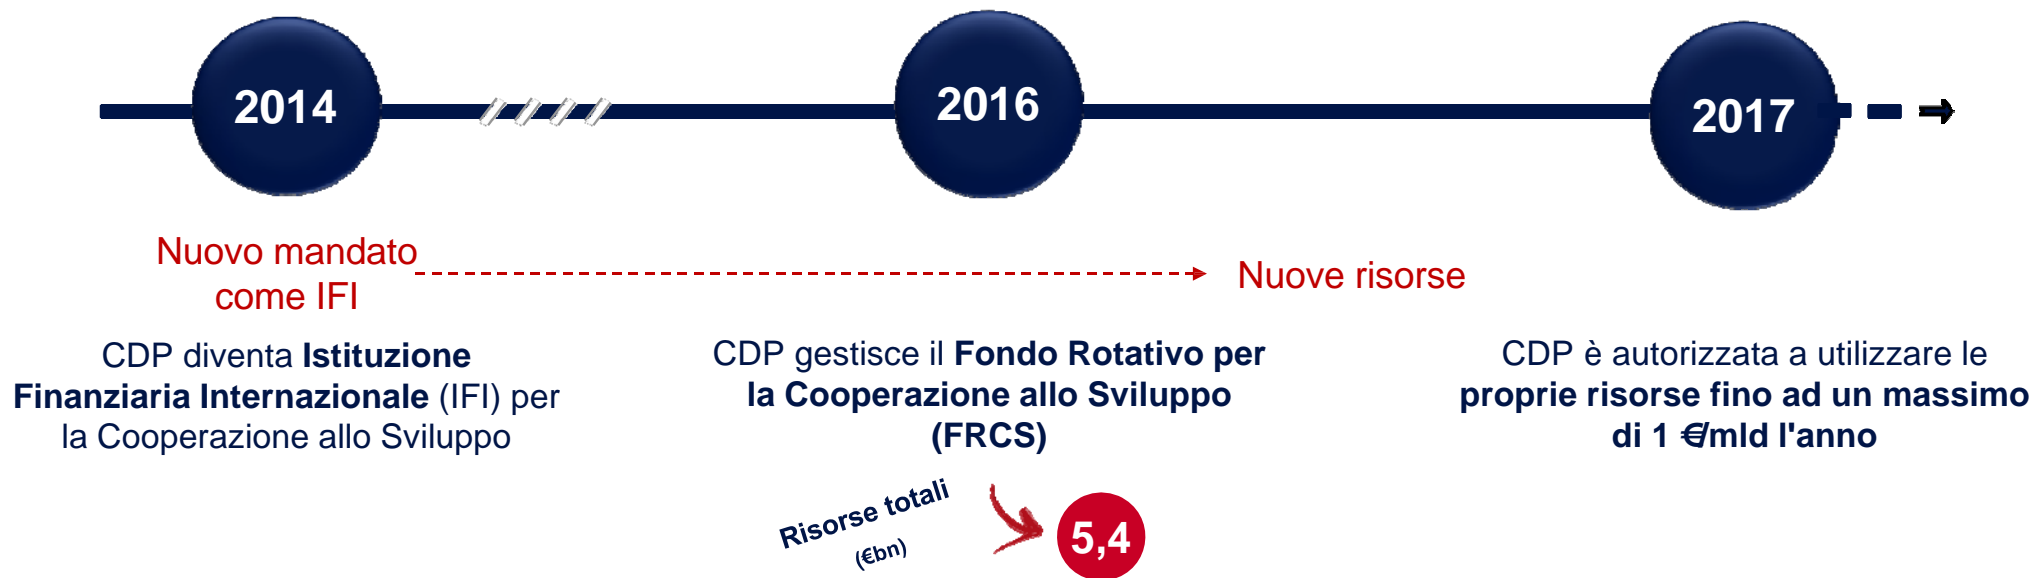 2014
2016
2017
Nuovo mandato
come IFI
Nuove risorse
CDP diventa Istituzione
Finanziaria Internazionale (IFI) per
la Cooperazione allo Sviluppo
CDP gestisce il Fondo Rotativo per
la Cooperazione allo Sviluppo
(FRCS)
CDP è autorizzata a utilizzare le
proprie risorse fino ad un massimo
di 1 €/mld l'anno
Risorse totali
(€bn)
5,4